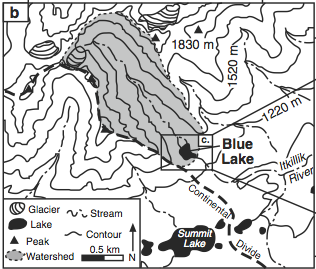 b
1830 m
1520 m
1220 m
c.
Blue
Lake
Itkillik
River
Continental
Divide
Summit
Lake
Glacier
Stream
Lake
Contour
Peak
0.5 km
N
Watershed